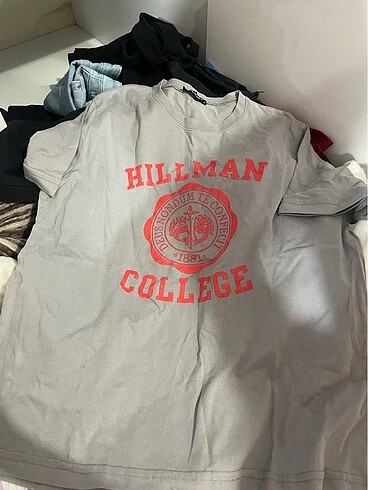 HILLMAN
DEUS NONDUM TE CONFECIT
1881
COLLEGE